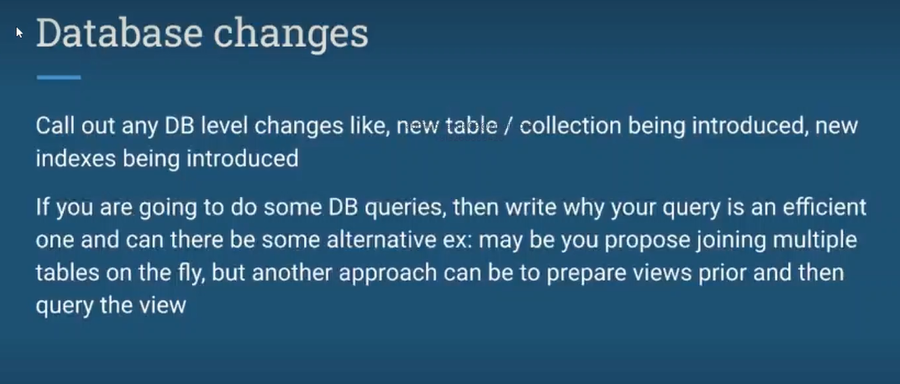 Database changes
Call out any DB level changes like, new table / collection being introduced, new
indexes being introduced
If you are going to do some DB queries, then write why your query is an efficient
one and can there be some alternative ex: may be you propose joining multiple
tables on the fly, but another approach can be to prepare views prior and then
query the view